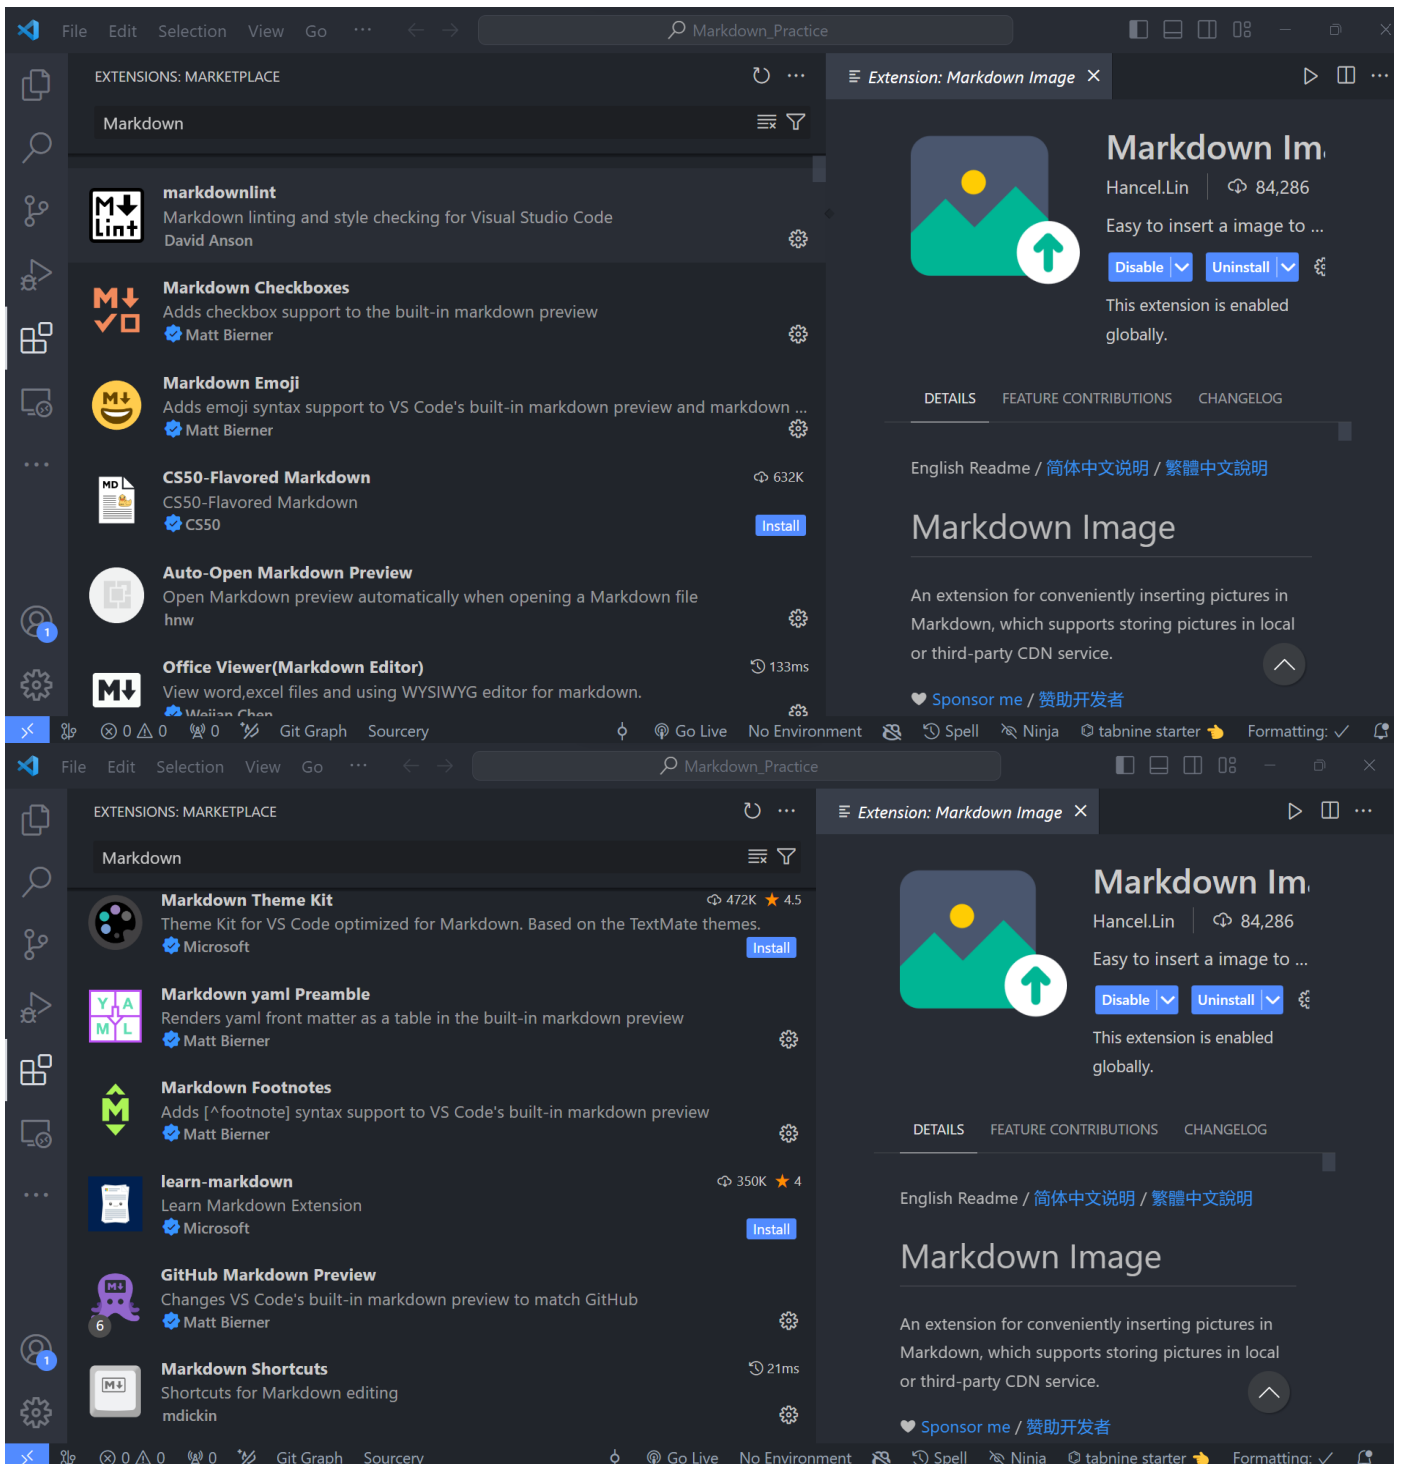 File Edit Selection View Go ··· Markdown_Practice
EXTENSIONS: MARKETPLACE
Markdown
markdownlint
Markdown linting and style checking for Visual Studio Code
David Anson
Markdown Checkboxes
Adds checkbox support to the built-in markdown preview
Matt Bierner
Markdown Emoji
Adds emoji syntax support to VS Code's built-in markdown preview and markdown ...
Matt Bierner
CS50-Flavored Markdown 632K
CS50-Flavored Markdown
CS50 Install
Auto-Open Markdown Preview
Open Markdown preview automatically when opening a Markdown file
hnw
Office Viewer(Markdown Editor) 133ms
View word,excel files and using WYSIWYG editor for markdown.
Weijian Chen
Extension: Markdown Image
Markdown Im
Hancel.Lin 84,286
Easy to insert a image to ...
Disable Uninstall
This extension is enabled
globally.
DETAILS FEATURE CONTRIBUTIONS CHANGELOG
English Readme / 简体中文说明 / 繁體中文說明
Markdown Image
An extension for conveniently inserting pictures in
Markdown, which supports storing pictures in local
or third-party CDN service.
Sponsor me / 赞助开发者
0 0 0 Git Graph Sourcery Go Live No Environment Spell Ninja tabnine starter Formatting: ✓
File Edit Selection View Go ··· Markdown_Practice
EXTENSIONS: MARKETPLACE
Markdown
Markdown Theme Kit 472K 4.5
Theme Kit for VS Code optimized for Markdown. Based on the TextMate themes.
Microsoft Install
YAML
Markdown yaml Preamble
Renders yaml front matter as a table in the built-in markdown preview
Matt Bierner
Markdown Footnotes
Adds [^footnote] syntax support to VS Code's built-in markdown preview
Matt Bierner
learn-markdown 350K 4
Learn Markdown Extension
Microsoft Install
GitHub Markdown Preview
Changes VS Code's built-in markdown preview to match GitHub
6 Matt Bierner
Markdown Shortcuts 21ms
Shortcuts for Markdown editing
mdickin
Extension: Markdown Image
Markdown Im
Hancel.Lin 84,286
Easy to insert a image to ...
Disable Uninstall
This extension is enabled
globally.
DETAILS FEATURE CONTRIBUTIONS CHANGELOG
English Readme / 简体中文说明 / 繁體中文說明
Markdown Image
An extension for conveniently inserting pictures in
Markdown, which supports storing pictures in local
or third-party CDN service.
Sponsor me / 赞助开发者
0 0 0 Git Graph Sourcery Go Live No Environment Spell Ninja tabnine starter Formatting: ✓